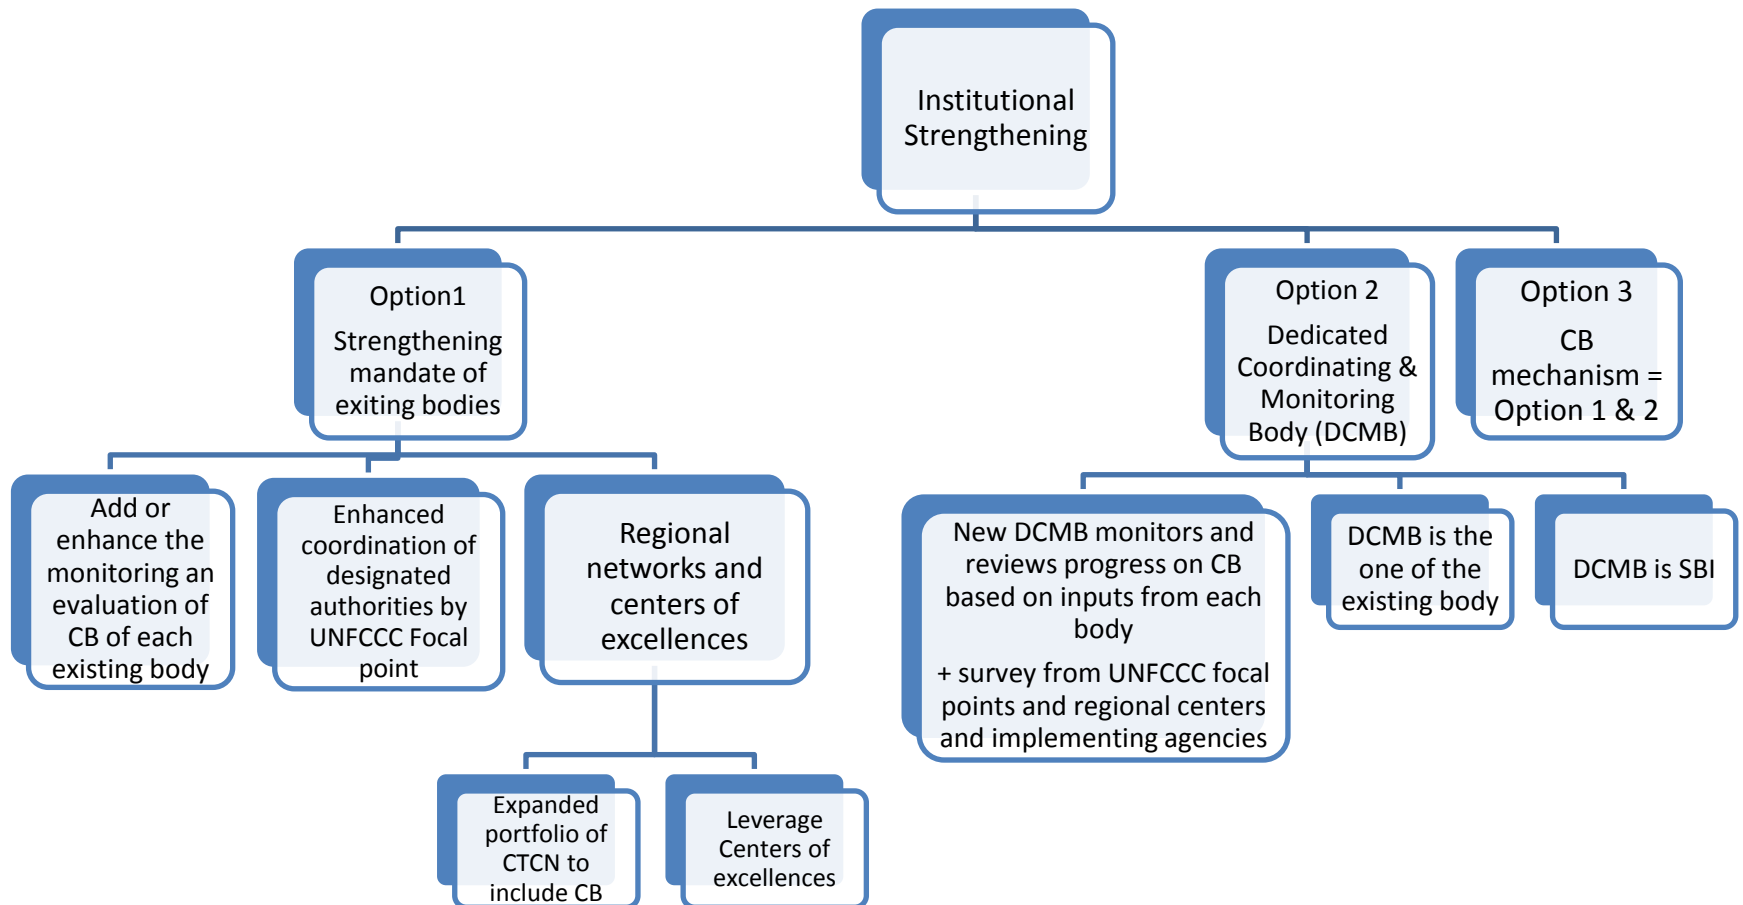 Institutional
Strengthening
Option1
Strengthening
mandate of
exiting bodies
Option 2
Dedicated
Coordinating &
Monitoring
Body (DCMB)
Option 3
CB
mechanism =
Option 1 & 2
Add or
enhance the
monitoring an
evaluation of
CB of each
existing body
Enhanced
coordination of
designated
authorities by
UNFCCC Focal
point
Regional
networks and
centers of
excellences
New DCMB monitors and
reviews progress on CB
based on inputs from each
body
+ survey from UNFCCC focal
points and regional centers
and implementing agencies
DCMB is the
one of the
existing body
DCMB is SBI
Expanded
portfolio of
CTCN to
include CB
Leverage
Centers of
excellences